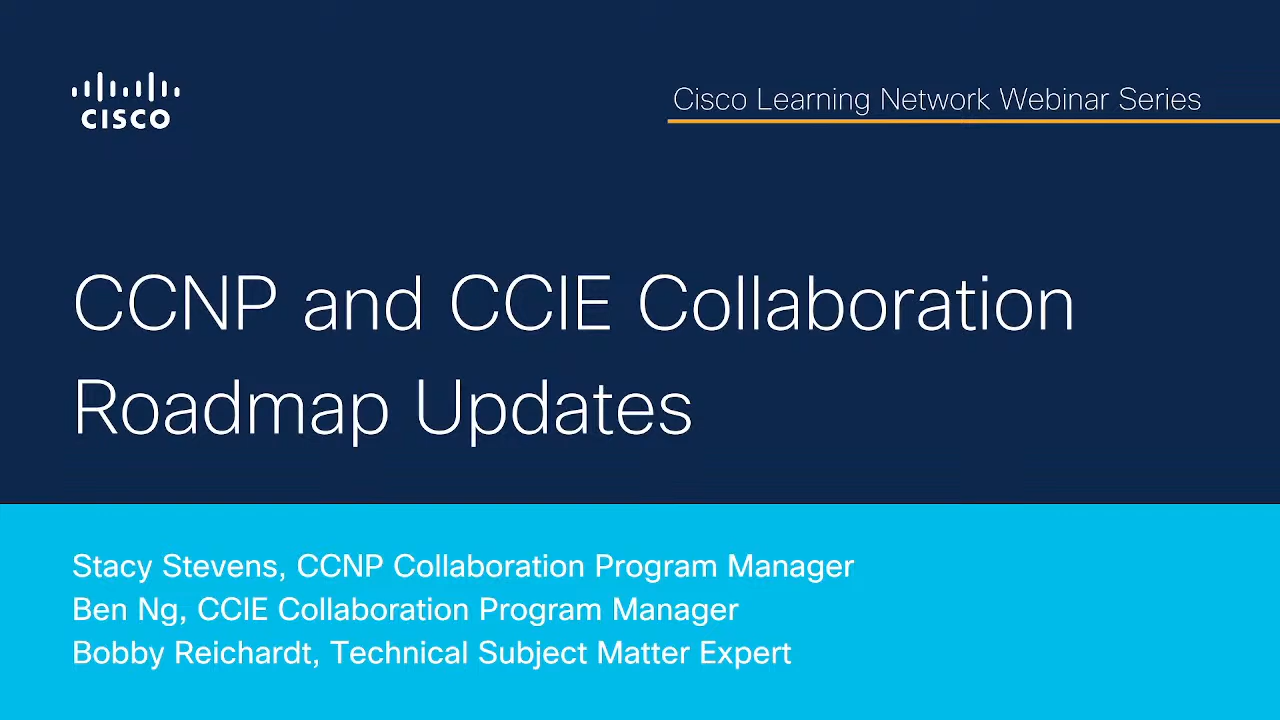 CISCO
Cisco Learning Network Webinar Series
CCNP and CCIE Collaboration
Roadmap Updates
Stacy Stevens, CCNP Collaboration Program Manager
Ben Ng, CCIE Collaboration Program Manager
Bobby Reichardt, Technical Subject Matter Expert